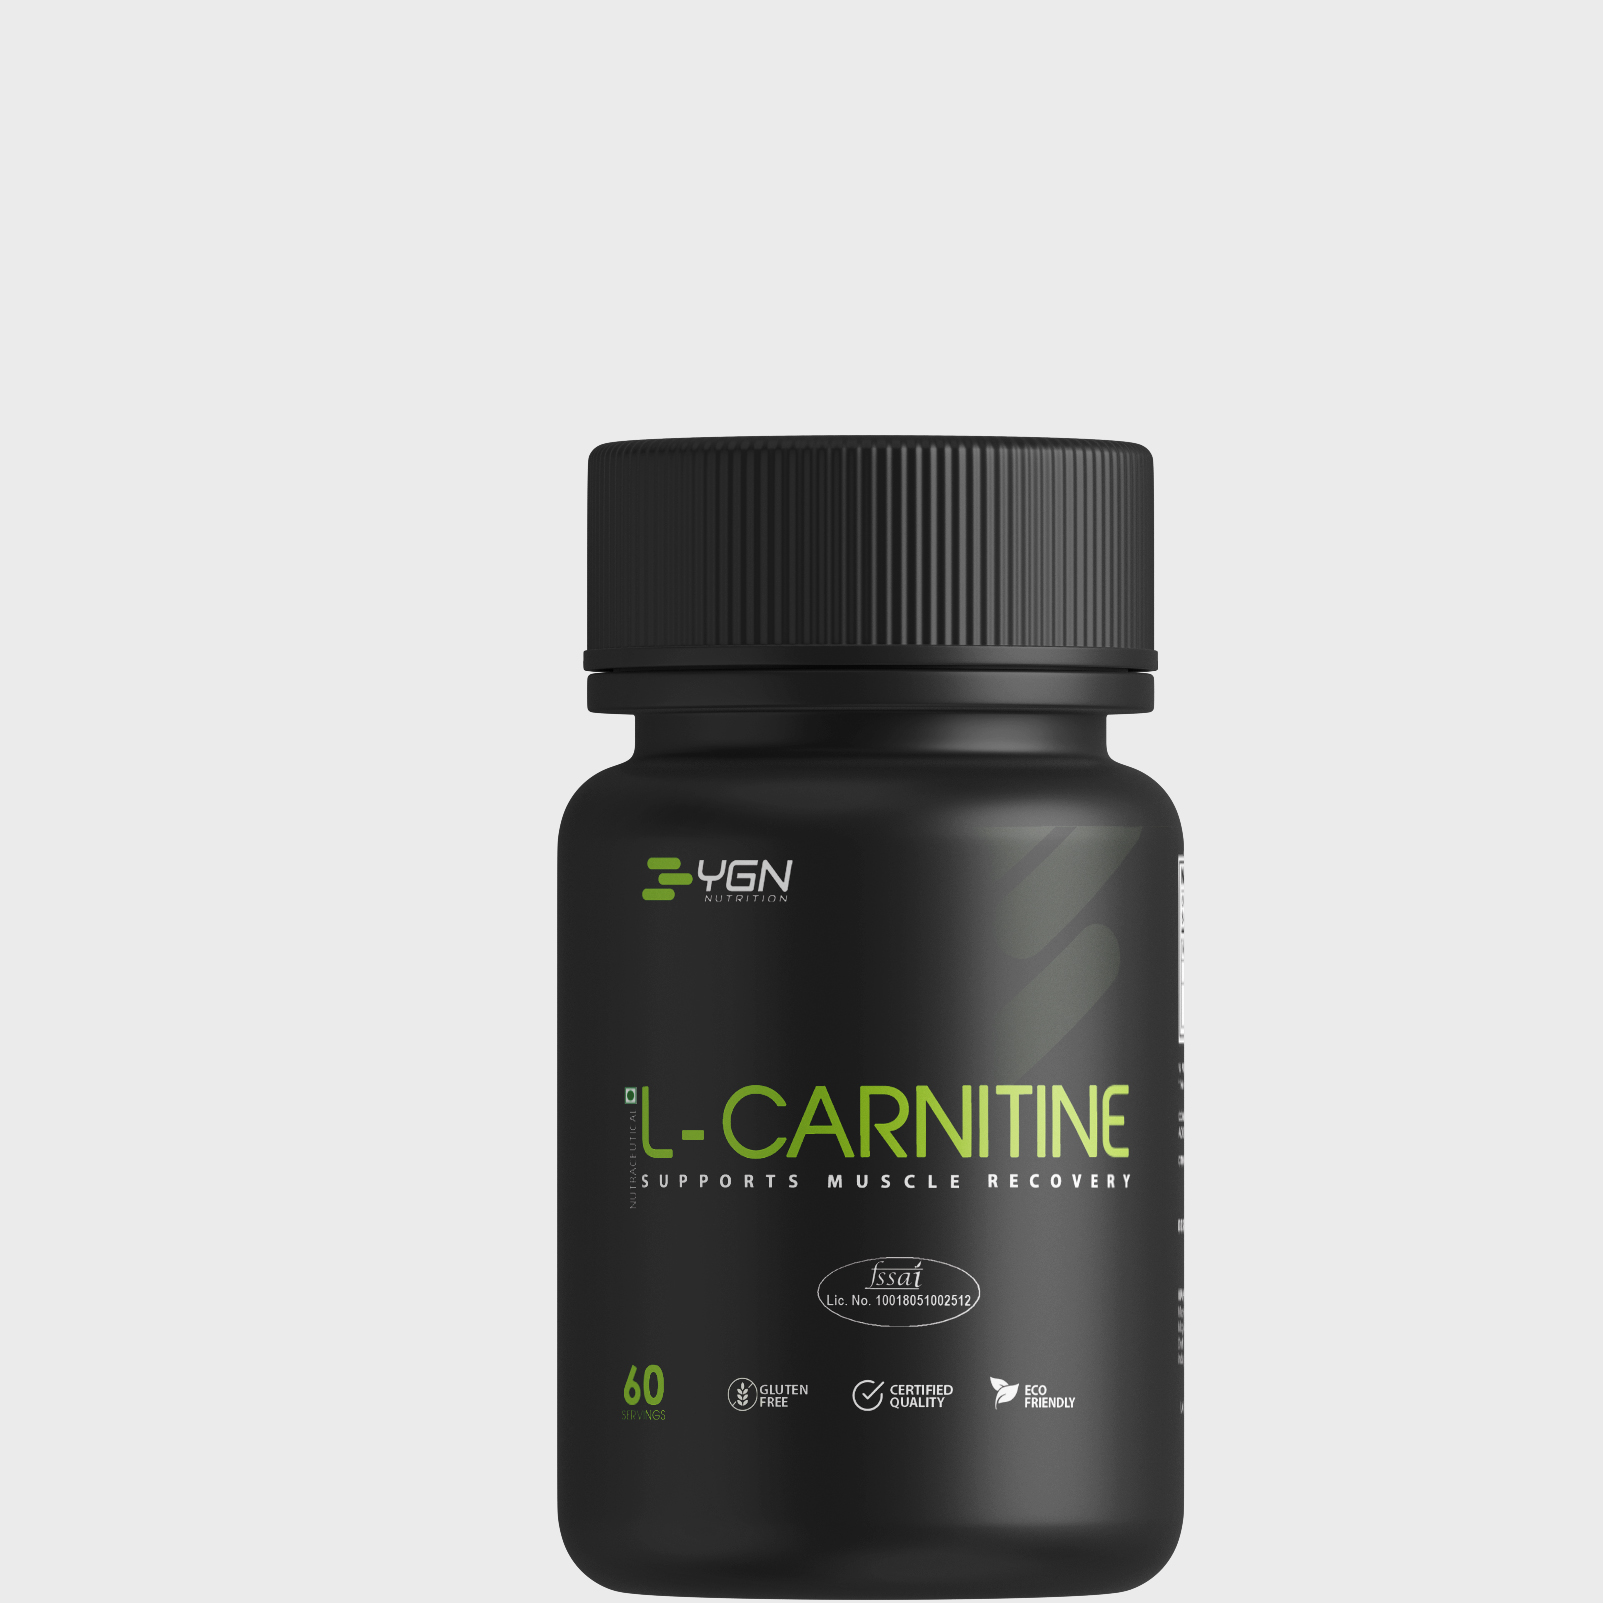 YGN
NUTRITION
L-CARNITINE
NUTRACEUTICAL
SUPPORTS MUSCLE RECOVERY
fssai
Lic. No. 10018051002512
60
SERVINGS
GLUTEN
FREE
CERTIFIED
QUALITY
ECO
FRIENDLY